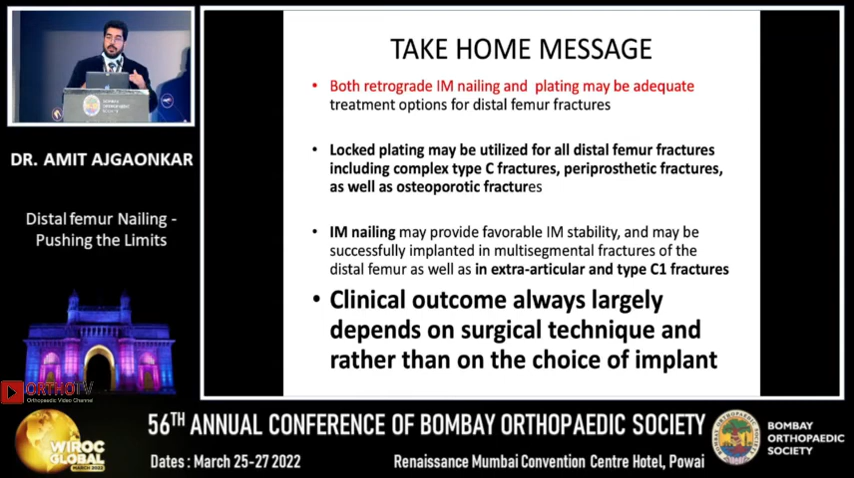 TAKE HOME MESSAGE
• Both retrograde IM nailing and plating may be adequate
treatment options for distal femur fractures
• Locked plating may be utilized for all distal femur fractures
including complex type C fractures, periprosthetic fractures,
as well as osteoporotic fractures
• IM nailing may provide favorable IM stability, and may be
successfully implanted in multisegmental fractures of the
distal femur as well as in extra-articular and type C1 fractures
• Clinical outcome always largely
depends on surgical technique and
rather than on the choice of implant
DR. AMIT AJGAONKAR
Distal femur Nailing -
Pushing the Limits
ORTHOTV
Orthopaedic Video Channel
WIROC
GLOBAL
MARCH 2022
56TH ANNUAL CONFERENCE OF BOMBAY ORTHOPAEDIC SOCIETY
Dates : March 25-27 2022
Renaissance Mumbai Convention Centre Hotel, Powai
BOMBAY
ORTHOPAEDIC
SOCIETY